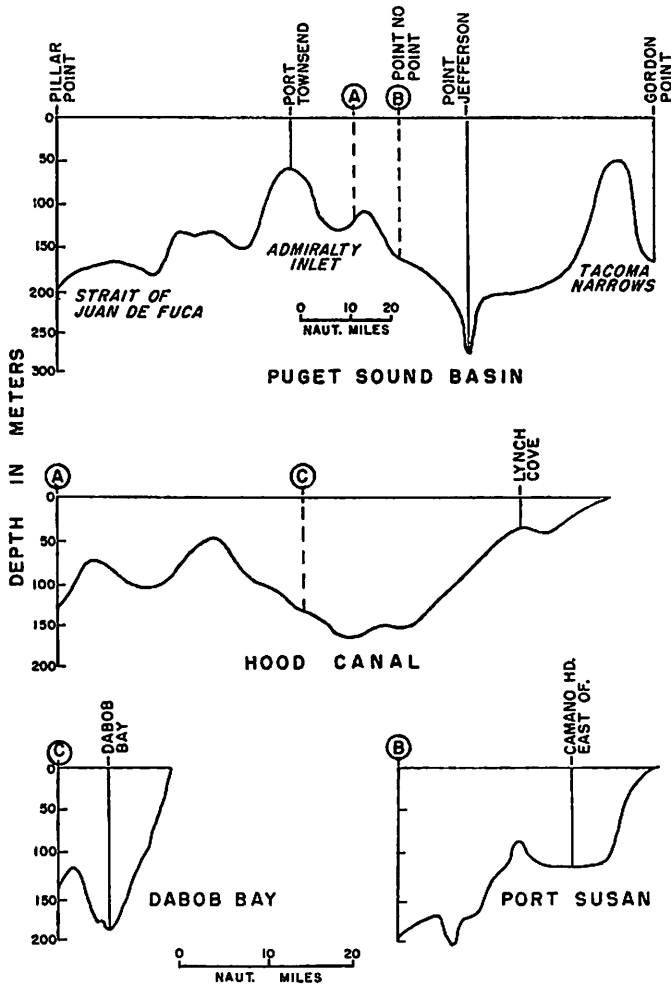 PILLAR
POINT
PORT
TOWNSEND
A
B
POINT NO
POINT
POINT
JEFFERSON
GORDON
POINT
0
50
100
150
200
250
300
ADMIRALTY
INLET
STRAIT OF
JUAN DE FUCA
TACOMA
NARROWS
0 10 20
NAUT. MILES
PUGET SOUND BASIN
DEPTH IN METERS
A
C
LYNCH
COVE
0
50
100
150
200
HOOD CANAL
C
DABOB
BAY
0
50
100
150
200
DABOB BAY
B
CAMANO HD.
EAST OF.
PORT SUSAN
0 10 20
NAUT. MILES